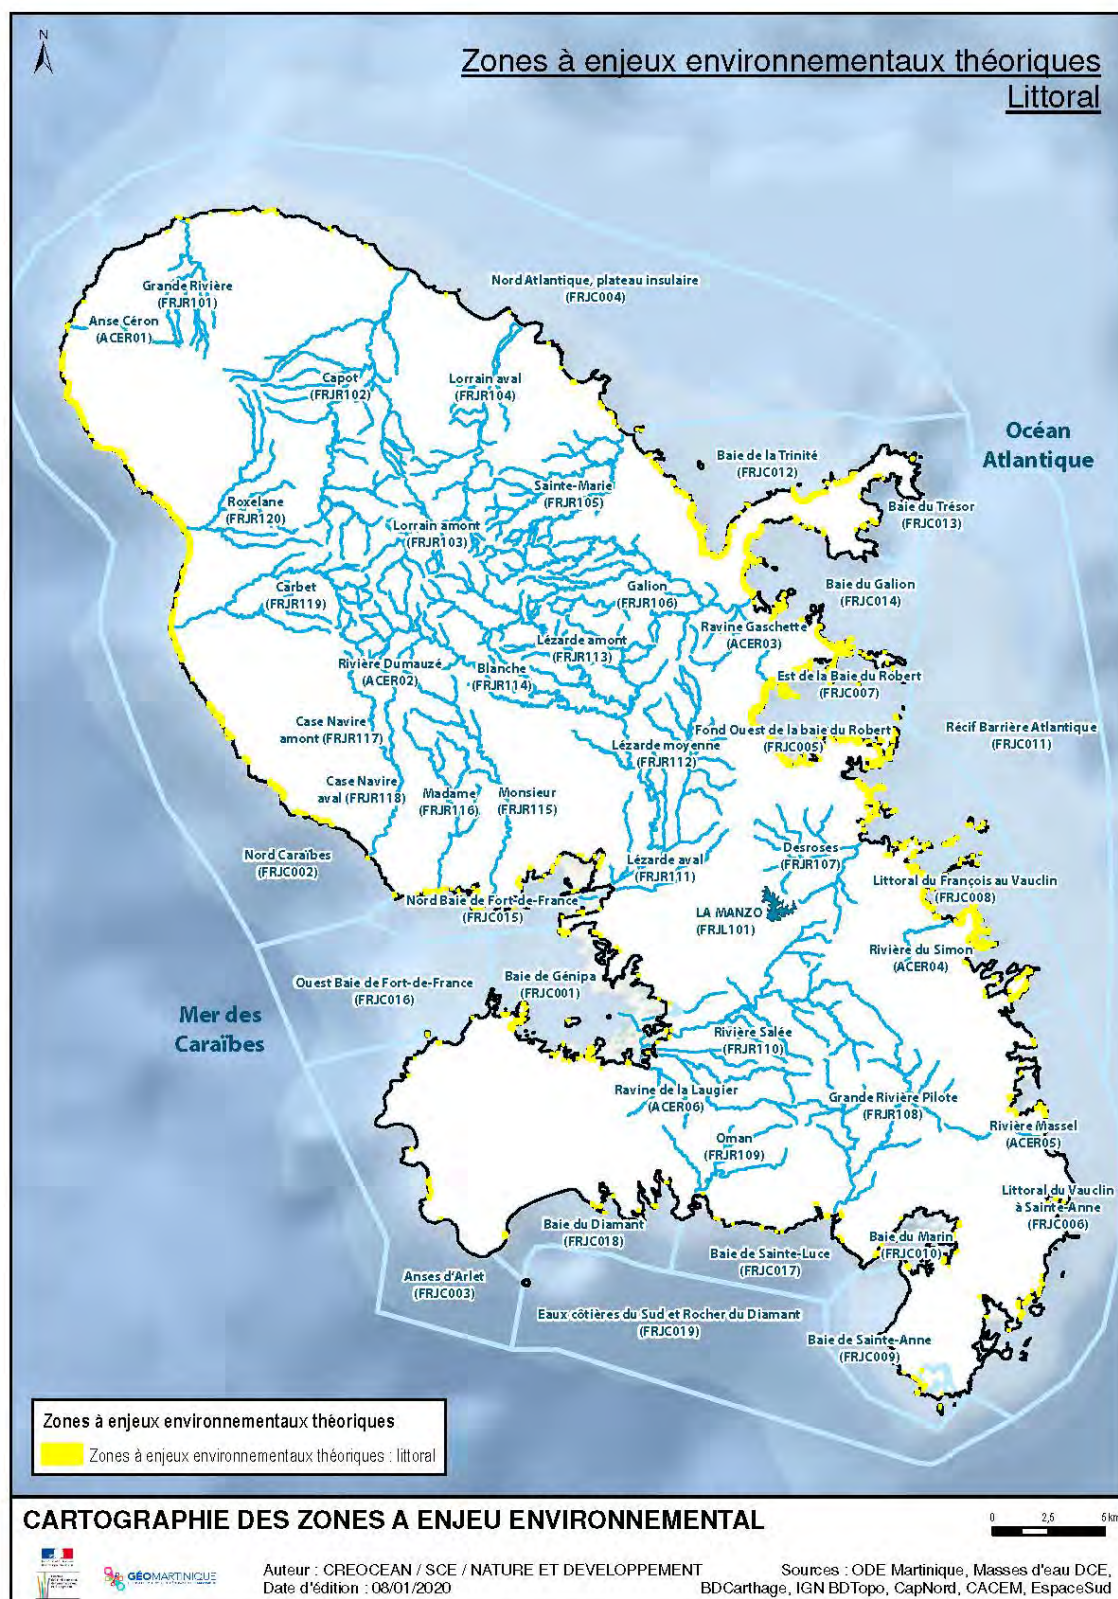 N
Zones à enjeux environnementaux théoriques
Littoral
Nord Atlantique, plateau insulaire
(FRJC004)
Grande Rivière
(FRJR101)
Anse Céron
(ACER01)
Capot
(FRJR102)
Lorrain aval
(FRJR104)
Océan
Atlantique
Baie de la Trinité
(FRJC012)
Baie du Trésor
(FRJC013)
Sainte-Marie
(FRJR105)
Roxelane
(FRJR120)
Lorrain amont
(FRJR103)
Carbet
(FRJR119)
Galion
(FRJR106)
Baie du Galion
(FRJC014)
Ravine Gaschette
(ACER03)
Lézarde amont
(FRJR113)
Rivière Dumauzé
(ACER02)
Blanche
(FRJR114)
Est de la Baie du Robert
(FRJC007)
Case Navire
amont (FRJR117)
Fond Ouest de la baie du Robert
(FRJC005)
Récif Barrière Atlantique
(FRJC011)
Lézarde moyenne
(FRJR112)
Case Navire
aval (FRJR118)
Madame
(FRJR116)
Monsieur
(FRJR115)
Nord Caraïbes
(FRJC002)
Lézarde aval
(FRJR111)
Desroses
(FRJR107)
Littoral du François au Vauclin
(FRJC008)
Nord Baie de Fort-de-France
(FRJC015)
LA MANZO
(FRJL101)
Rivière du Simon
(ACER04)
Ouest Baie de Fort-de-France
(FRJC016)
Baie de Génipa
(FRJC001)
Mer des
Caraïbes
Rivière Salée
(FRJR110)
Ravine de la Laugier
(ACER06)
Grande Rivière Pilote
(FRJR108)
Rivière Massel
(ACER05)
Oman
(FRJR109)
Littoral du Vauclin
à Sainte-Anne
(FRJC006)
Baie du Diamant
(FRJC018)
Baie du Marin
(FRJC010)
Baie de Sainte-Luce
(FRJC017)
Anses d'Arlet
(FRJC003)
Eaux côtières du Sud et Rocher du Diamant
(FRJC019)
Baie de Sainte-Anne
(FRJC009)
Zones à enjeux environnementaux théoriques
Zones à enjeux environnementaux théoriques : littoral
CARTOGRAPHIE DES ZONES A ENJEU ENVIRONNEMENTAL
0 2,5 5 km
GÉOMARTINIQUE
Auteur : CREOCEAN / SCE / NATURE ET DEVELOPPEMENT
Date d'édition : 08/01/2020
Sources : ODE Martinique, Masses d'eau DCE,
BDCarthage, IGN BDTopo, CapNord, CACEM, EspaceSud